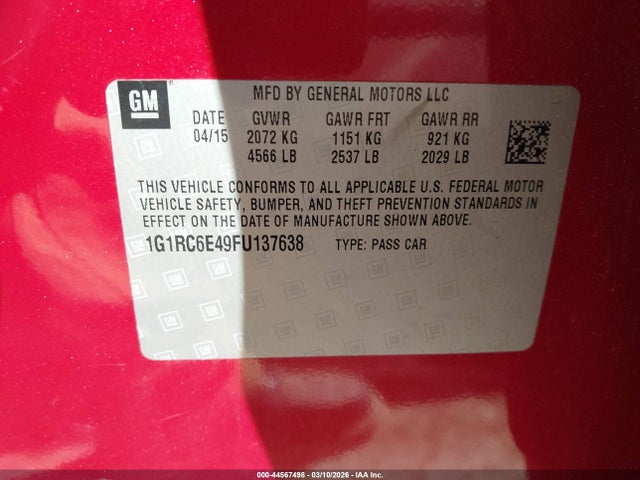 GM
MFD BY GENERAL MOTORS LLC
DATE GVWR GAWR FRT GAWR RR
04/15 2072 KG 1151 KG 921 KG
4566 LB 2537 LB 2029 LB
THIS VEHICLE CONFORMS TO ALL APPLICABLE U.S. FEDERAL MOTOR
VEHICLE SAFETY, BUMPER, AND THEFT PREVENTION STANDARDS IN
EFFECT ON THE DATE OF MANUFACTURE SHOWN ABOVE.
1G1RC6E49FU137638 TYPE: PASS CAR
000-44567498 - 03/10/2026 - IAA Inc.